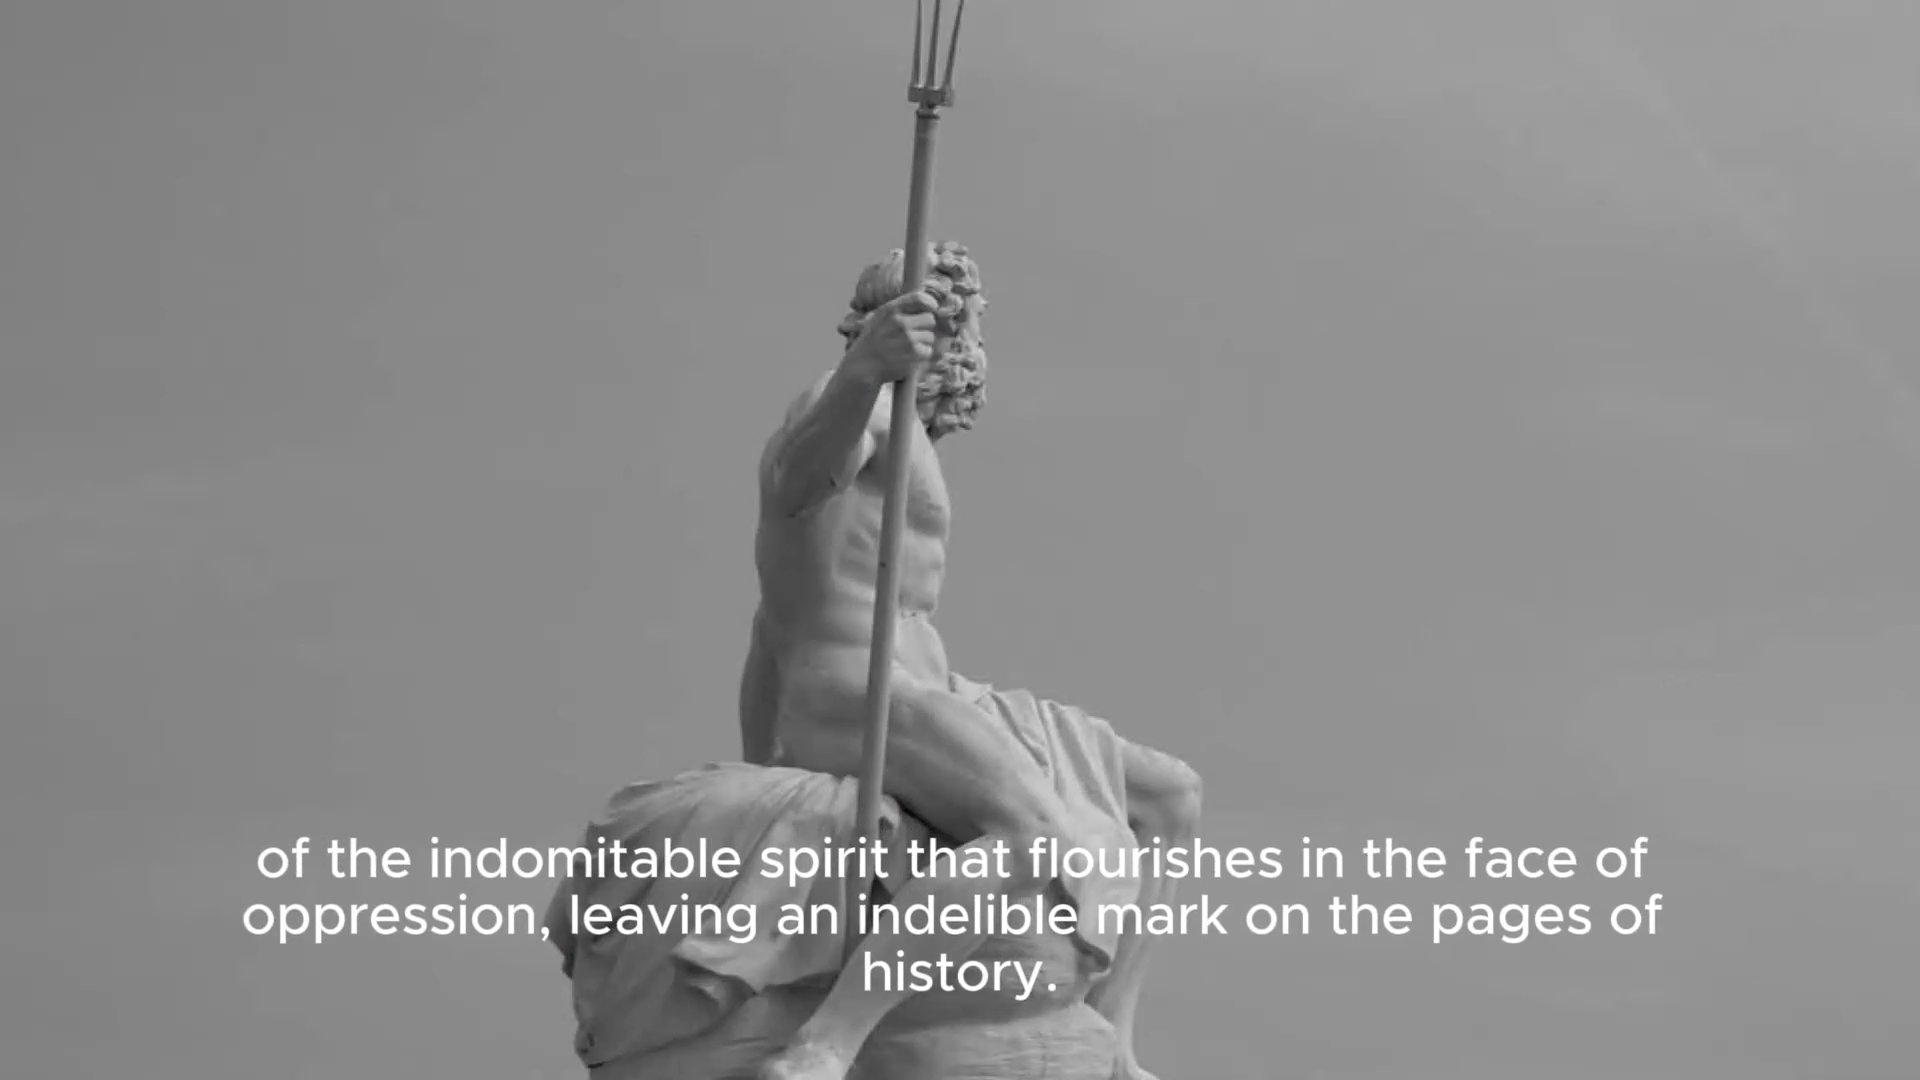 of the indomitable spirit that flourishes in the face of
oppression, leaving an indelible mark on the pages of
history.